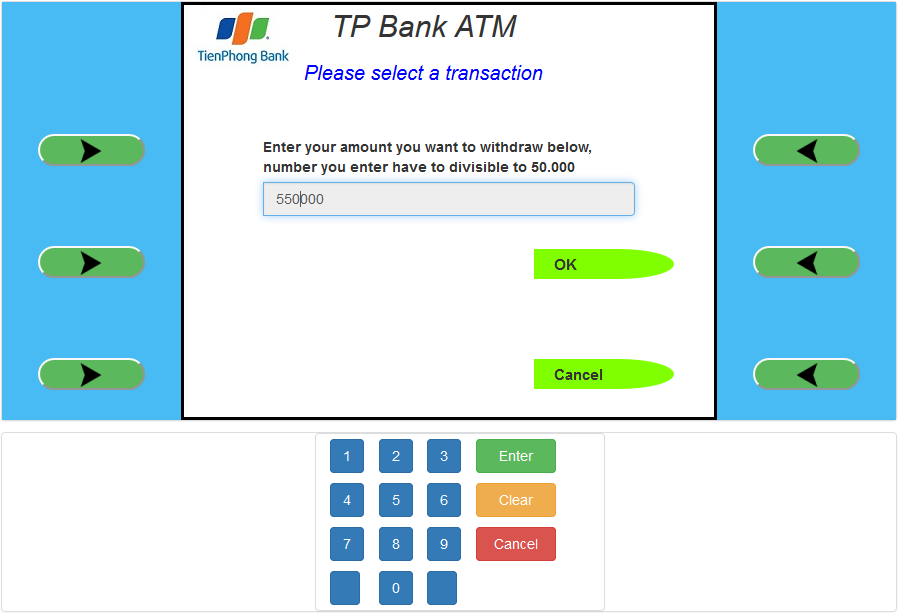 TP Bank ATM
TienPhong Bank
Please select a transaction
Enter your amount you want to withdraw below,
number you enter have to divisible to 50.000
550000
OK
Cancel
1 2 3 Enter
4 5 6 Clear
7 8 9 Cancel
0